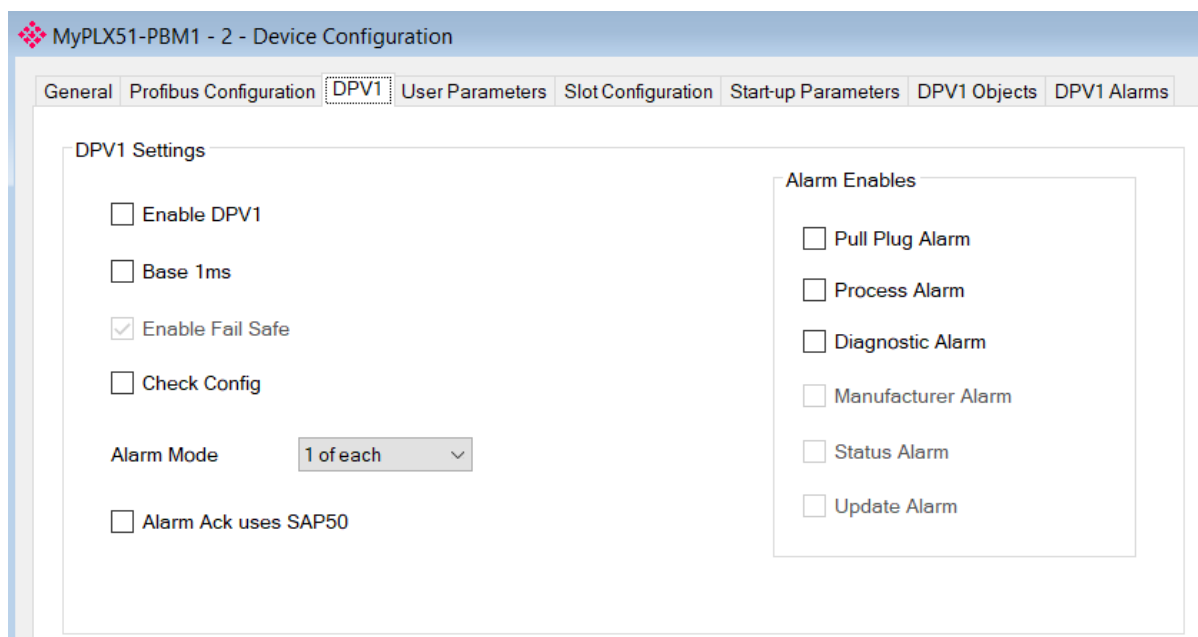 MyPLX51-PBM1 - 2 - Device Configuration
General Profibus Configuration DPV1 User Parameters Slot Configuration Start-up Parameters DPV1 Objects DPV1 Alarms
DPV1 Settings
Enable DPV1
Base 1ms
Enable Fail Safe
Check Config
Alarm Mode 1 of each
Alarm Ack uses SAP50
Alarm Enables
Pull Plug Alarm
Process Alarm
Diagnostic Alarm
Manufacturer Alarm
Status Alarm
Update Alarm